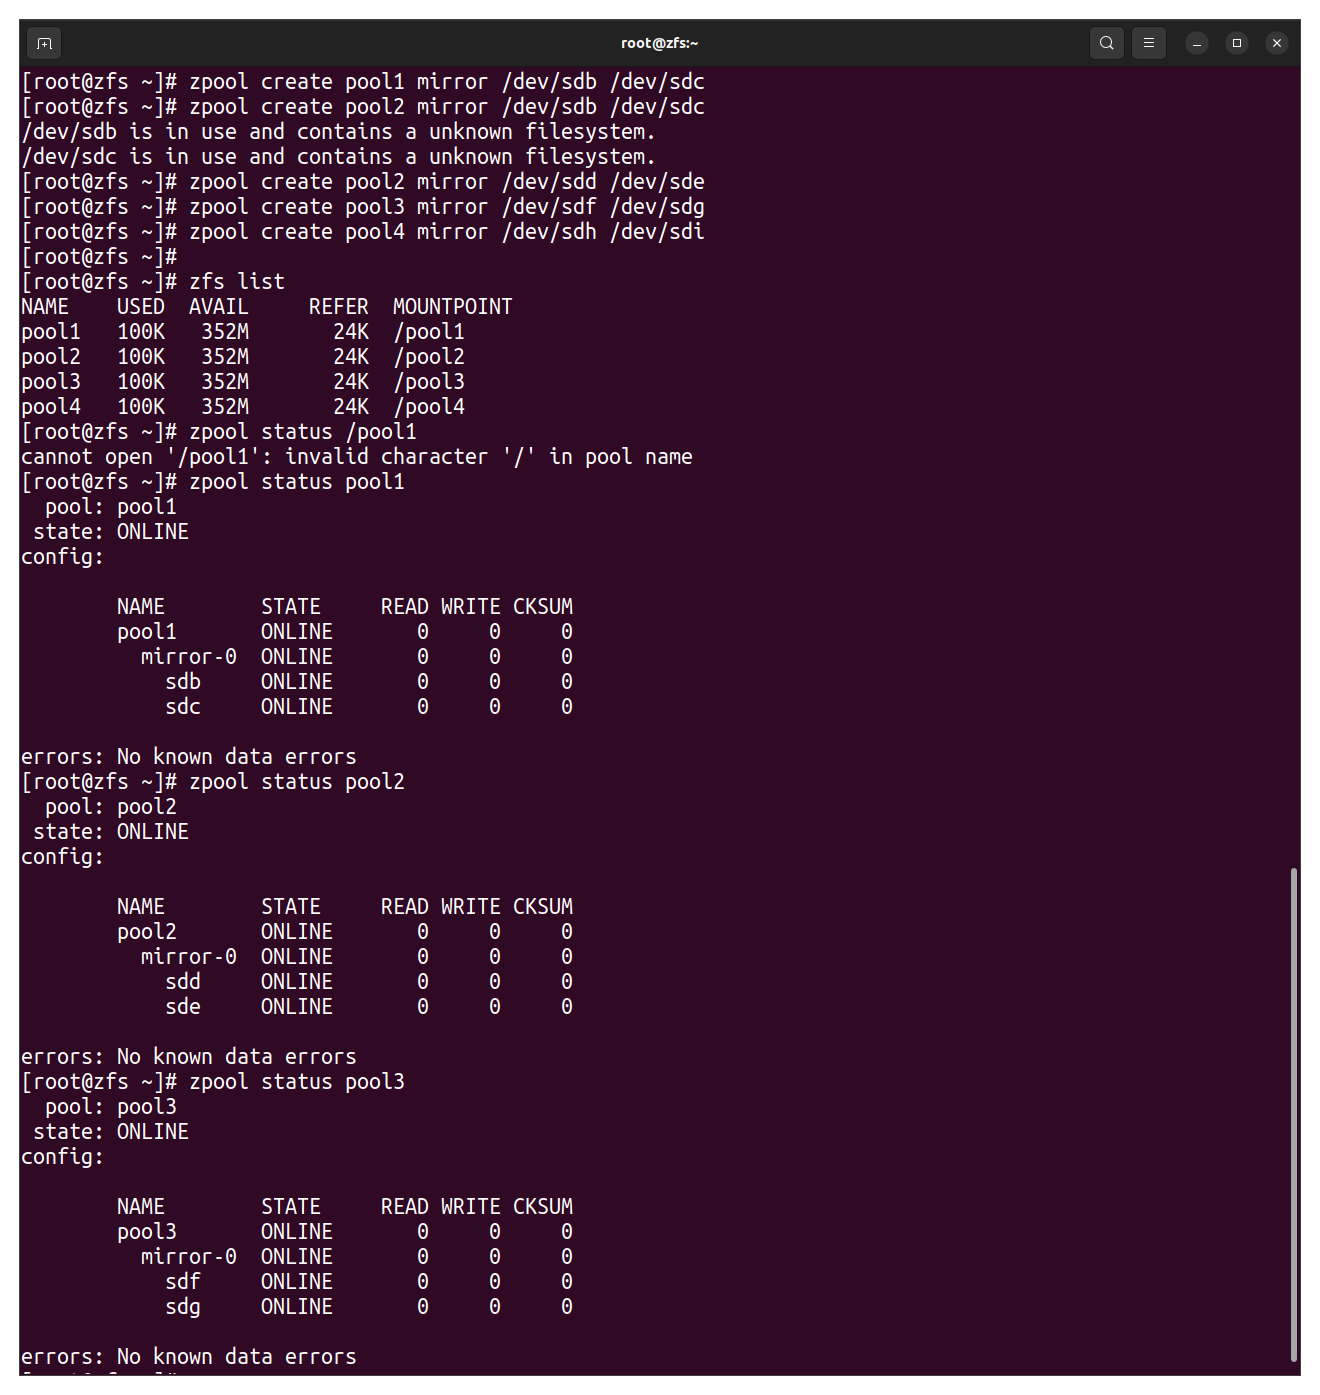 root@zfs:~
[root@zfs ~]# zpool create pool1 mirror /dev/sdb /dev/sdc
[root@zfs ~]# zpool create pool2 mirror /dev/sdb /dev/sdc
/dev/sdb is in use and contains a unknown filesystem.
/dev/sdc is in use and contains a unknown filesystem.
[root@zfs ~]# zpool create pool2 mirror /dev/sdd /dev/sde
[root@zfs ~]# zpool create pool3 mirror /dev/sdf /dev/sdg
[root@zfs ~]# zpool create pool4 mirror /dev/sdh /dev/sdi
[root@zfs ~]#
[root@zfs ~]# zfs list
NAME    USED  AVAIL     REFER  MOUNTPOINT
pool1   100K   352M       24K  /pool1
pool2   100K   352M       24K  /pool2
pool3   100K   352M       24K  /pool3
pool4   100K   352M       24K  /pool4
[root@zfs ~]# zpool status /pool1
cannot open '/pool1': invalid character '/' in pool name
[root@zfs ~]# zpool status pool1
  pool: pool1
 state: ONLINE
config:
        NAME        STATE     READ WRITE CKSUM
        pool1       ONLINE       0     0     0
          mirror-0  ONLINE       0     0     0
            sdb     ONLINE       0     0     0
            sdc     ONLINE       0     0     0
errors: No known data errors
[root@zfs ~]# zpool status pool2
  pool: pool2
 state: ONLINE
config:
        NAME        STATE     READ WRITE CKSUM
        pool2       ONLINE       0     0     0
          mirror-0  ONLINE       0     0     0
            sdd     ONLINE       0     0     0
            sde     ONLINE       0     0     0
errors: No known data errors
[root@zfs ~]# zpool status pool3
  pool: pool3
 state: ONLINE
config:
        NAME        STATE     READ WRITE CKSUM
        pool3       ONLINE       0     0     0
          mirror-0  ONLINE       0     0     0
            sdf     ONLINE       0     0     0
            sdg     ONLINE       0     0     0
errors: No known data errors